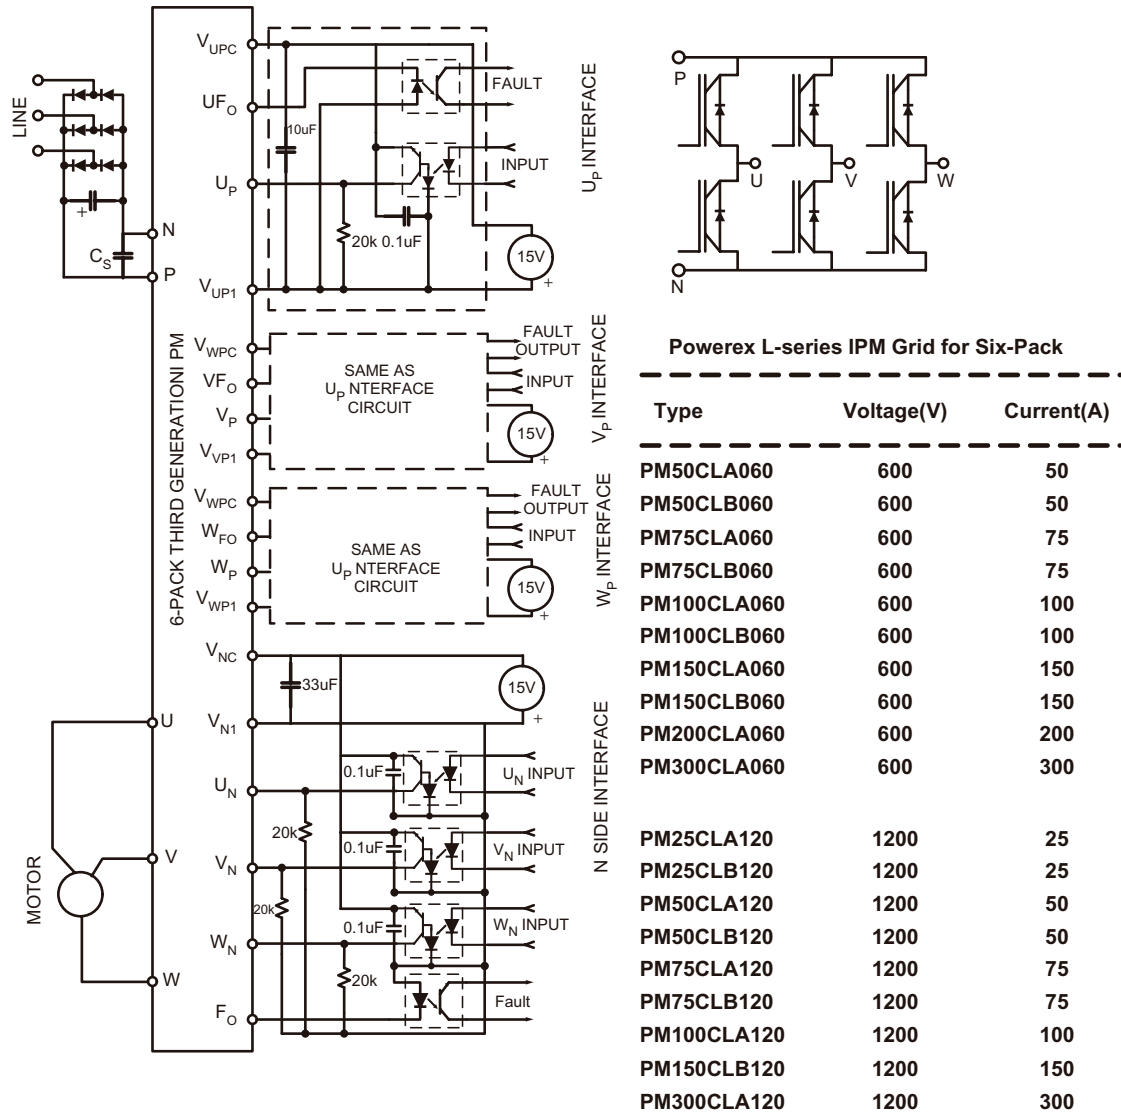 LINE
N
C_S
P
6-PACK THIRD GENERATIONI PM
U
V
W
MOTOR
V_UPC
UF_O
U_P
V_UP1
10uF
20k
0.1uF
15V
+
+
FAULT
INPUT
U_P INTERFACE
V_WPC
VF_O
V_P
V_VP1
SAME AS
U_P NTERFACE
CIRCUIT
FAULT
OUTPUT
INPUT
15V
+
V_P INTERFACE
V_WPC
W_FO
W_P
V_WP1
SAME AS
U_P NTERFACE
CIRCUIT
FAULT
OUTPUT
INPUT
15V
+
W_P INTERFACE
V_NC
33uF
15V
+
V_N1
0.1uF
U_N INPUT
U_N
20k
0.1uF
V_N INPUT
V_N
20k
0.1uF
W_N INPUT
W_N
20k
Fault
F_O
N SIDE INTERFACE
P
U
V
W
N
Powerex L-series IPM Grid for Six-Pack
Type Voltage(V) Current(A)
PM50CLA060 600 50
PM50CLB060 600 50
PM75CLA060 600 75
PM75CLB060 600 75
PM100CLA060 600 100
PM100CLB060 600 100
PM150CLA060 600 150
PM150CLB060 600 150
PM200CLA060 600 200
PM300CLA060 600 300
PM25CLA120 1200 25
PM25CLB120 1200 25
PM50CLA120 1200 50
PM50CLB120 1200 50
PM75CLA120 1200 75
PM75CLB120 1200 75
PM100CLA120 1200 100
PM150CLB120 1200 150
PM300CLA120 1200 300